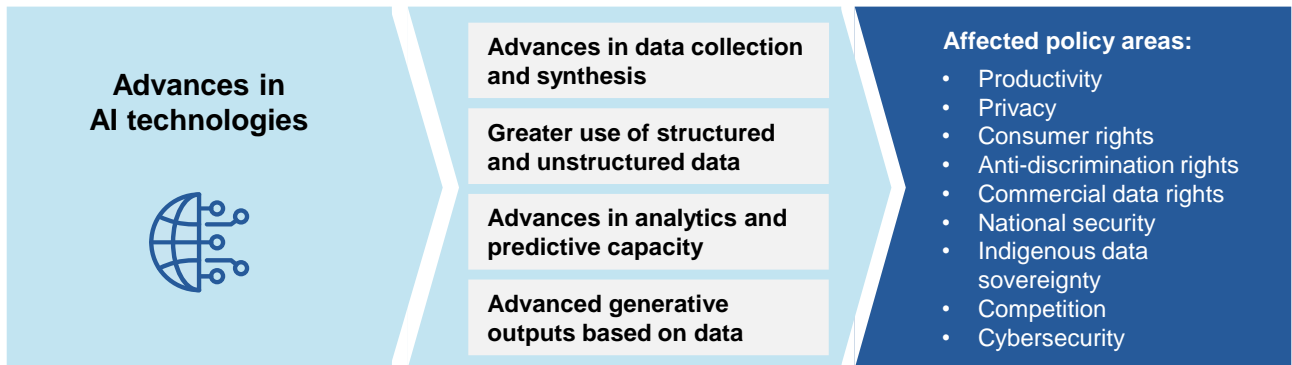 Advances in
AI technologies
Advances in data collection
and synthesis
Greater use of structured
and unstructured data
Advances in analytics and
predictive capacity
Advanced generative
outputs based on data
Affected policy areas:
• Productivity
• Privacy
• Consumer rights
• Anti-discrimination rights
• Commercial data rights
• National security
• Indigenous data
sovereignty
• Competition
• Cybersecurity